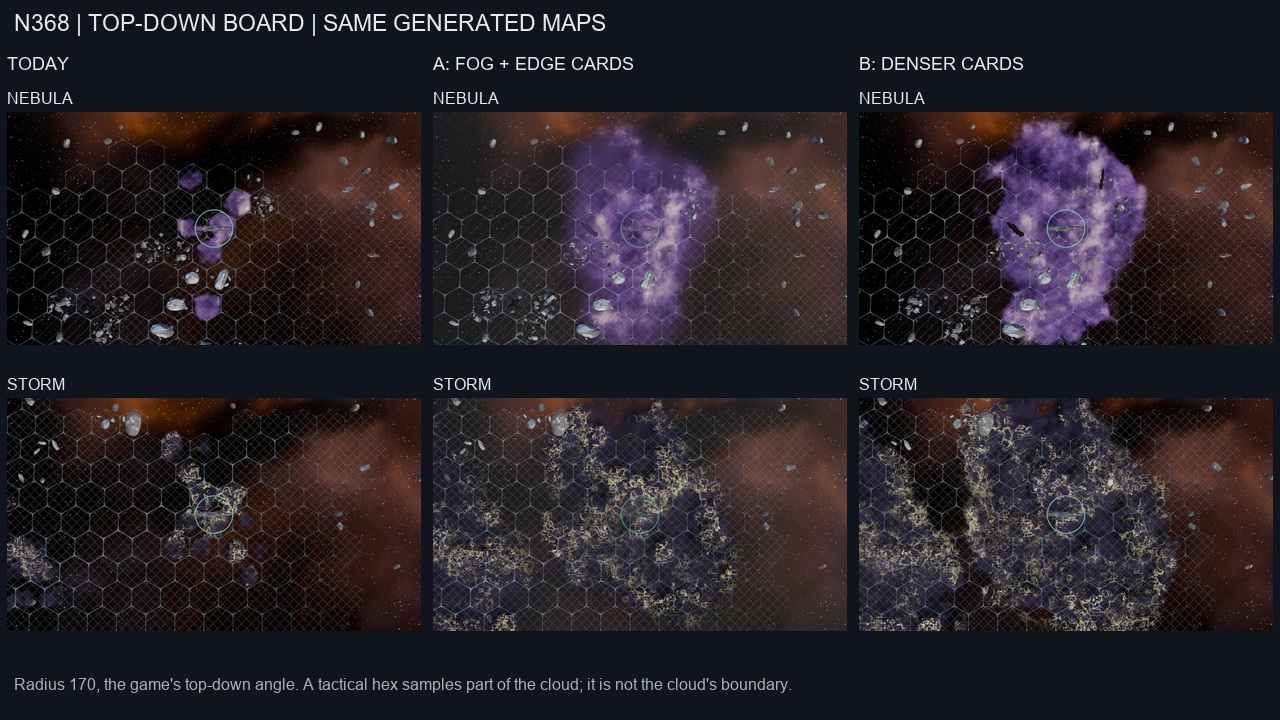 N368 | TOP-DOWN BOARD | SAME GENERATED MAPS
TODAY
A: FOG + EDGE CARDS
B: DENSER CARDS
NEBULA
NEBULA
NEBULA
STORM
STORM
STORM
Radius 170, the game's top-down angle. A tactical hex samples part of the cloud; it is not the cloud's boundary.